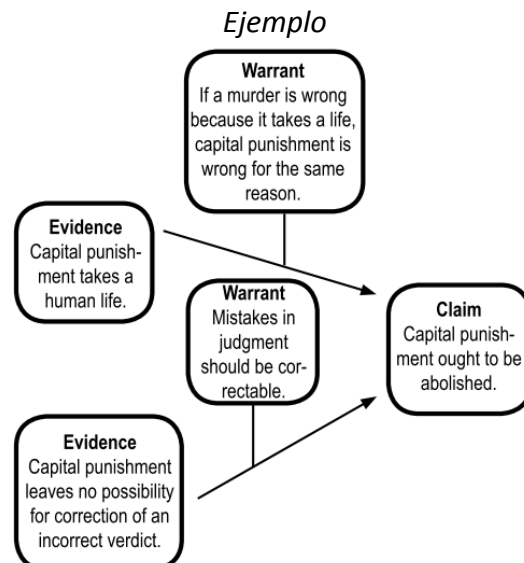 Ejemplo
Warrant
If a murder is wrong
because it takes a life,
capital punishment is
wrong for the same
reason.
Evidence
Capital punish-
ment takes a
human life.
Warrant
Mistakes in
judgment
should be cor-
rectable.
Claim
Capital punish-
ment ought to be
abolished.
Evidence
Capital punishment
leaves no possibility
for correction of an
incorrect verdict.